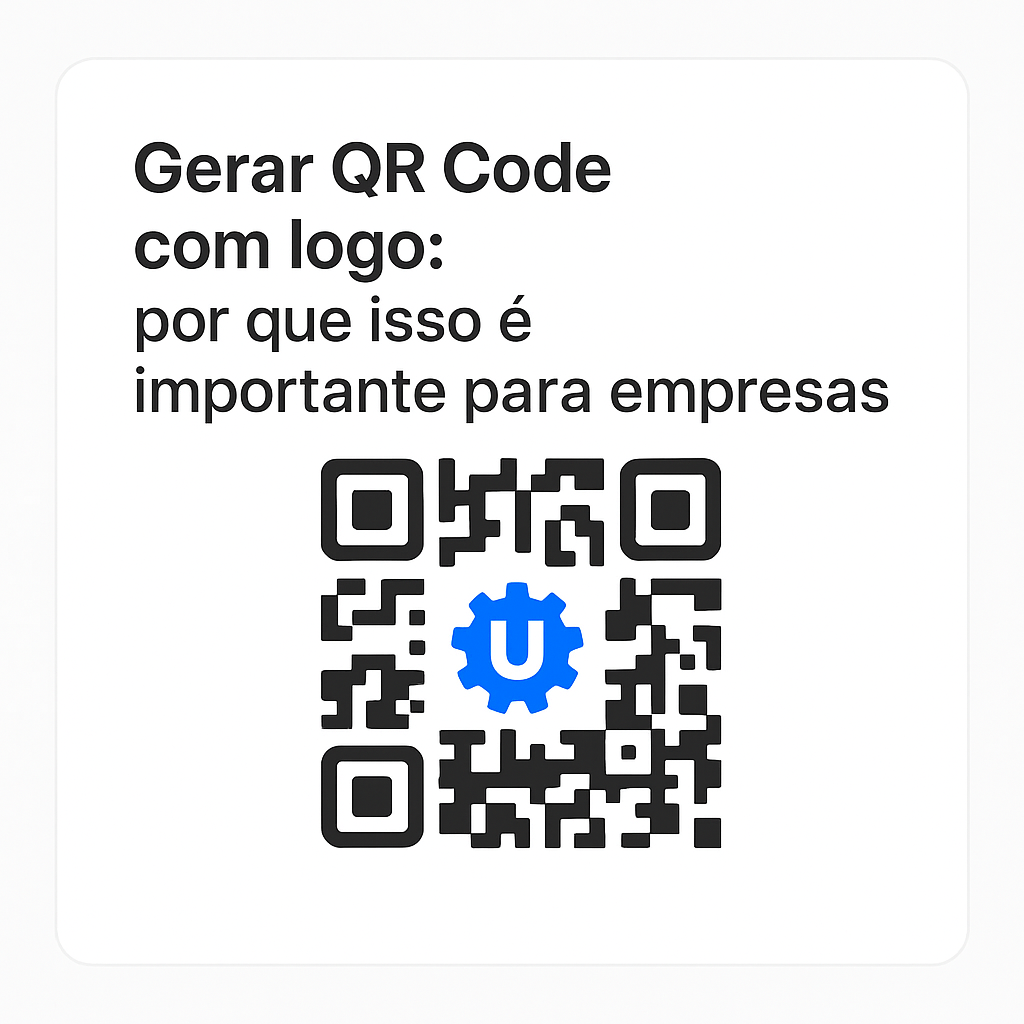 Gerar QR Code
com logo:
por que isso é
importante para empresas
U